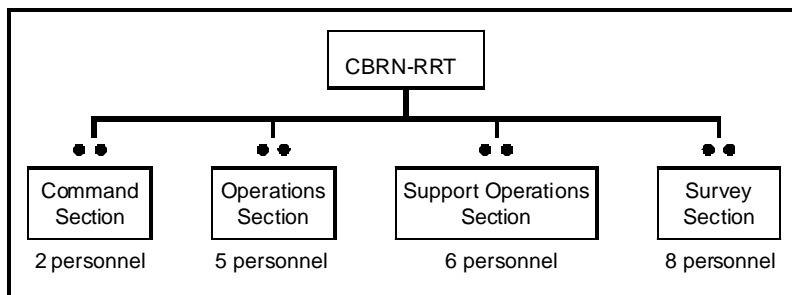 CBRN-RRT
Command
Section
2 personnel
Operations
Section
5 personnel
Support Operations
Section
6 personnel
Survey
Section
8 personnel